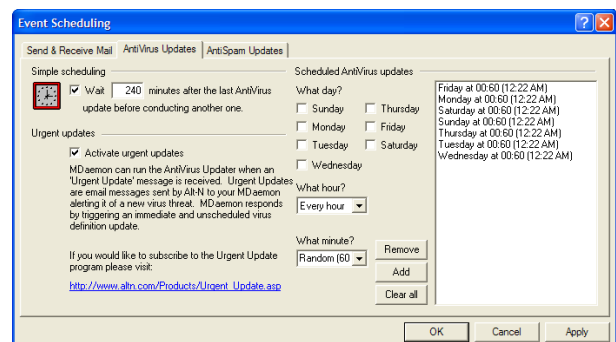 Event Scheduling
Send & Receive Mail
AntiVirus Updates
AntiSpam Updates
Simple scheduling
Wait 240 minutes after the last AntiVirus
update before conducting another one.
Urgent updates
Activate urgent updates
MDaemon can run the AntiVirus Updater when an
'Urgent Update' message is received. Urgent Updates
are email messages sent by Alt-N to your MDaemon
alerting it of a new virus threat. MDaemon responds
by triggering an immediate and unscheduled virus
definition update.
If you would like to subscribe to the Urgent Update
program please visit:
http://www.altn.com/Products/Urgent_Update.asp
Scheduled AntiVirus updates
What day?
Sunday
Thursday
Monday
Friday
Tuesday
Saturday
Wednesday
What hour?
Every hour
What minute?
Random (60
Remove
Add
Clear all
Friday at 00:60 (12:22 AM)
Monday at 00:60 (12:22 AM)
Saturday at 00:60 (12:22 AM)
Sunday at 00:60 (12:22 AM)
Thursday at 00:60 (12:22 AM)
Tuesday at 00:60 (12:22 AM)
Wednesday at 00:60 (12:22 AM)
OK
Cancel
Apply